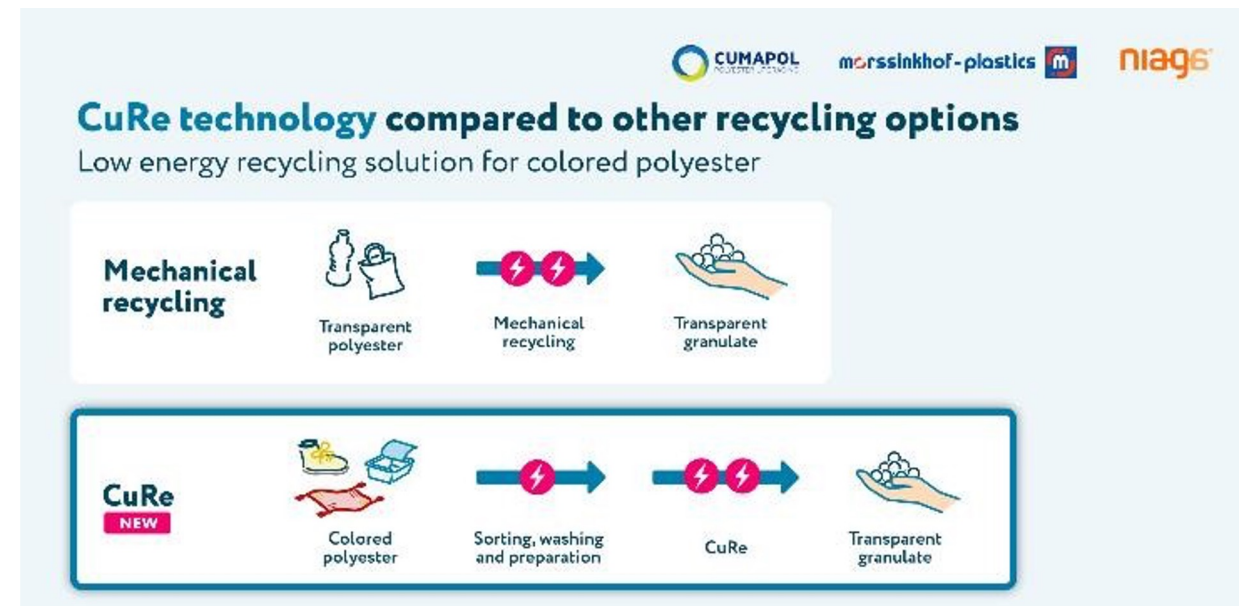 CUMAPOL
morssinkhof-plastics
m
niaga
CuRe technology compared to other recycling options
Low energy recycling solution for colored polyester
Mechanical
recycling
Transparent
polyester
Mechanical
recycling
Transparent
granulate
CuRe
NEW
Colored
polyester
Sorting, washing
and preparation
CuRe
Transparent
granulate